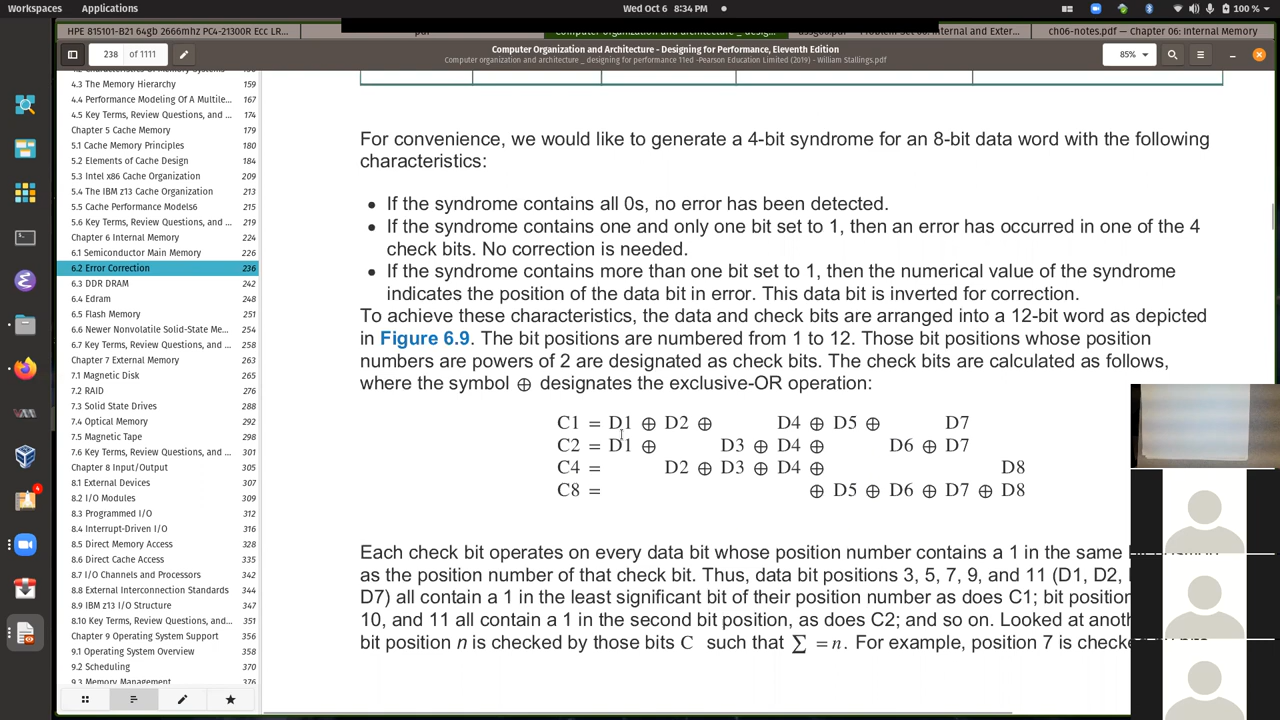 Workspaces Applications Wed Oct 6 8:34 PM 100 %
HPE 815101-B21 64gb 2666mhz PC4-21300R Ecc LR...
ch06-notes.pdf — Chapter 06: Internal Memory
238 of 1111
Computer Organization and Architecture - Designing for Performance, Eleventh Edition
Computer organization and architecture _ designing for performance 11ed -Pearson Education Limited (2019) - William Stallings.pdf
85%
4.3 The Memory Hierarchy 159
4.4 Performance Modeling Of A Multile... 167
4.5 Key Terms, Review Questions, and ... 174
Chapter 5 Cache Memory 179
5.1 Cache Memory Principles 180
5.2 Elements of Cache Design 184
5.3 Intel x86 Cache Organization 209
5.4 The IBM z13 Cache Organization 213
5.5 Cache Performance Models6 215
5.6 Key Terms, Review Questions, and ... 219
Chapter 6 Internal Memory 224
6.1 Semiconductor Main Memory 226
6.2 Error Correction 236
6.3 DDR DRAM 242
6.4 Edram 248
6.5 Flash Memory 251
6.6 Newer Nonvolatile Solid-State Me... 254
6.7 Key Terms, Review Questions, and ... 258
Chapter 7 External Memory 263
7.1 Magnetic Disk 265
7.2 RAID 276
7.3 Solid State Drives 288
7.4 Optical Memory 291
7.5 Magnetic Tape 298
7.6 Key Terms, Review Questions, and ... 301
Chapter 8 Input/Output 305
8.1 External Devices 307
8.2 I/O Modules 309
8.3 Programmed I/O 312
8.4 Interrupt-Driven I/O 316
8.5 Direct Memory Access 328
8.6 Direct Cache Access 335
8.7 I/O Channels and Processors 342
8.8 External Interconnection Standards 344
8.9 IBM z13 I/O Structure 347
8.10 Key Terms, Review Questions, and... 351
Chapter 9 Operating System Support 356
9.1 Operating System Overview 358
9.2 Scheduling 370
9.3 Memory Management 376
4
For convenience, we would like to generate a 4-bit syndrome for an 8-bit data word with the following
characteristics:
• If the syndrome contains all 0s, no error has been detected.
• If the syndrome contains one and only one bit set to 1, then an error has occurred in one of the 4
check bits. No correction is needed.
• If the syndrome contains more than one bit set to 1, then the numerical value of the syndrome
indicates the position of the data bit in error. This data bit is inverted for correction.
To achieve these characteristics, the data and check bits are arranged into a 12-bit word as depicted
in Figure 6.9. The bit positions are numbered from 1 to 12. Those bit positions whose position
numbers are powers of 2 are designated as check bits. The check bits are calculated as follows,
where the symbol ⊕ designates the exclusive-OR operation:
C1 = D1 ⊕ D2 ⊕ D4 ⊕ D5 ⊕ D7
C2 = D1 ⊕ D3 ⊕ D4 ⊕ D6 ⊕ D7
C4 = D2 ⊕ D3 ⊕ D4 ⊕ D8
C8 = ⊕ D5 ⊕ D6 ⊕ D7 ⊕ D8
Each check bit operates on every data bit whose position number contains a 1 in the same
as the position number of that check bit. Thus, data bit positions 3, 5, 7, 9, and 11 (D1, D2,
D7) all contain a 1 in the least significant bit of their position number as does C1; bit position
10, and 11 all contain a 1 in the second bit position, as does C2; and so on. Looked at
bit position n is checked by those bits C such that ∑ = n. For example, position 7 is